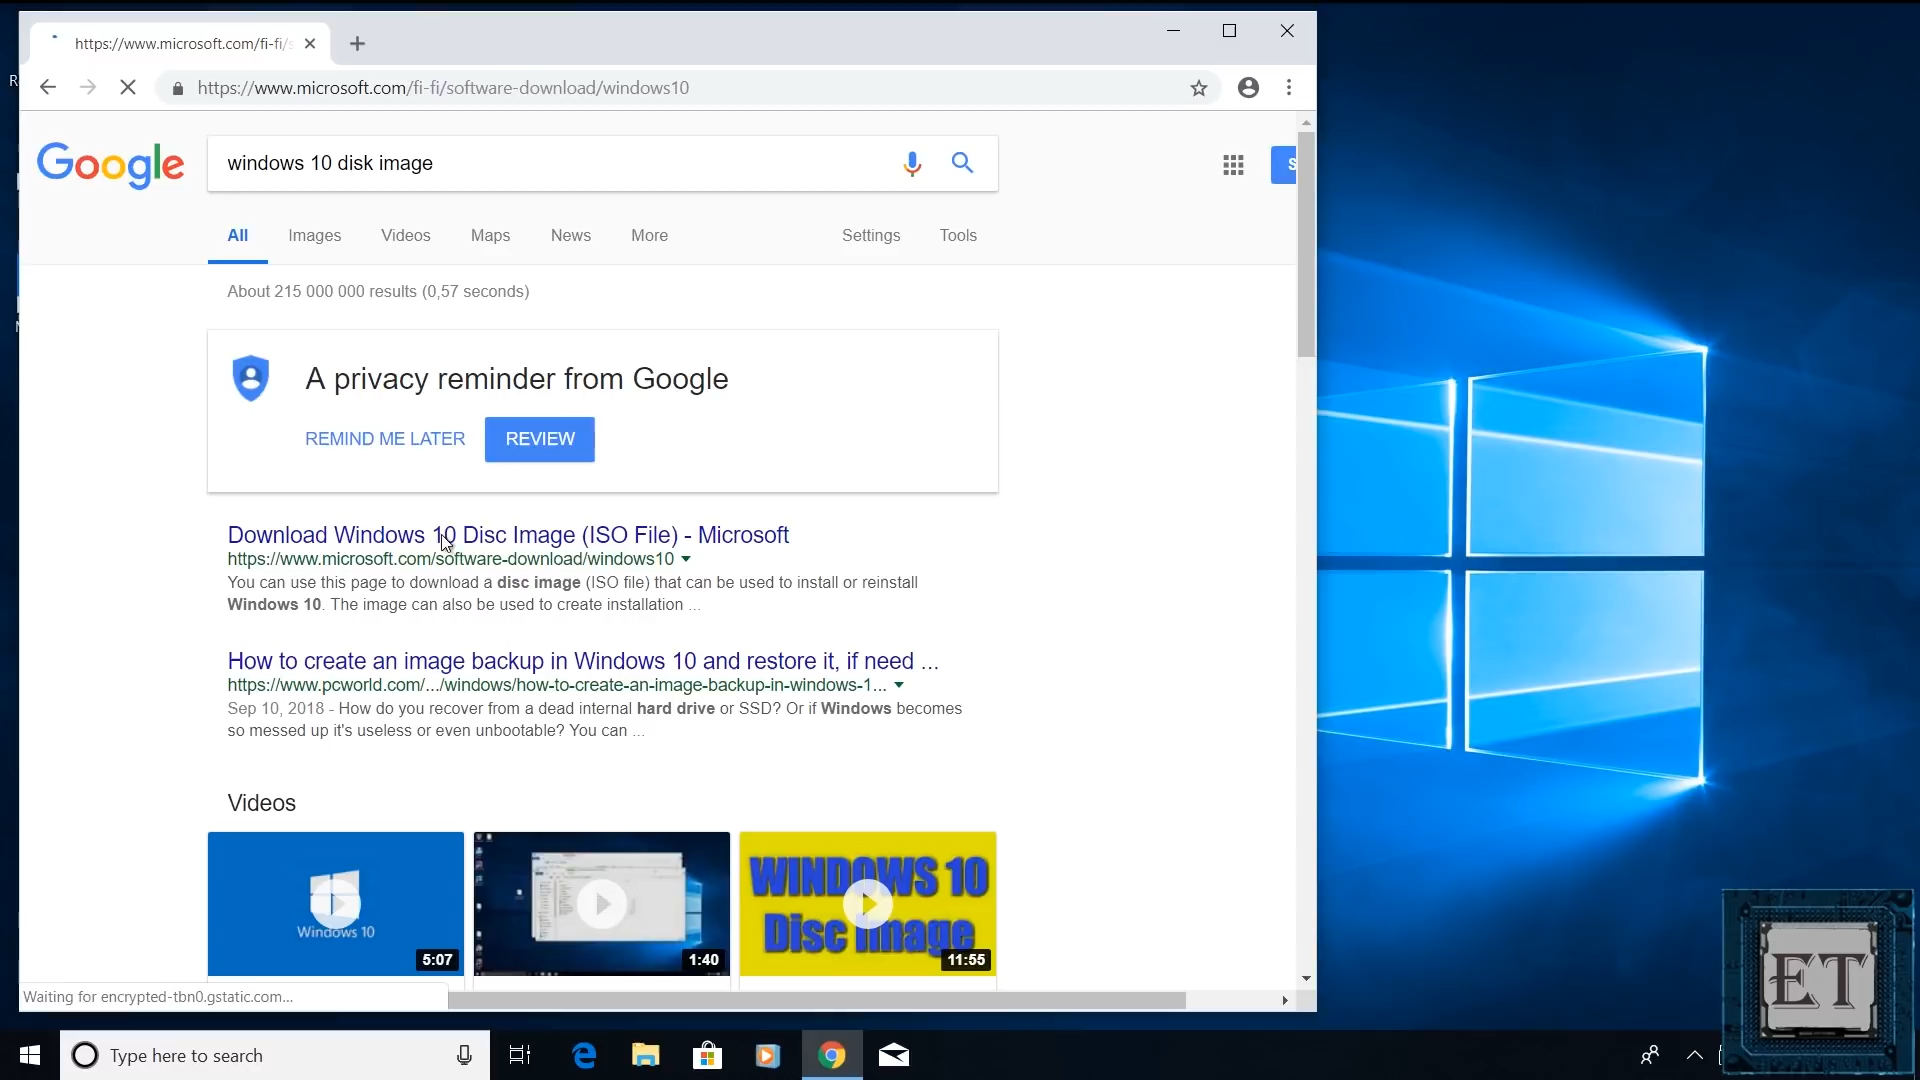 https://www.microsoft.com/fi-fi/s
https://www.microsoft.com/fi-fi/software-download/windows10
Google
windows 10 disk image
S
All Images Videos Maps News More Settings Tools
About 215 000 000 results (0,57 seconds)
A privacy reminder from Google
REMIND ME LATER REVIEW
Download Windows 10 Disc Image (ISO File) - Microsoft
https://www.microsoft.com/software-download/windows10
You can use this page to download a disc image (ISO file) that can be used to install or reinstall
Windows 10. The image can also be used to create installation ...
How to create an image backup in Windows 10 and restore it, if need ...
https://www.pcworld.com/.../windows/how-to-create-an-image-backup-in-windows-1...
Sep 10, 2018 - How do you recover from a dead internal hard drive or SSD? Or if Windows becomes
so messed up it's useless or even unbootable? You can ...
Videos
Windows 10
5:07
1:40
WINDOWS 10
Disc Image
11:55
Waiting for encrypted-tbn0.gstatic.com...
Type here to search
ET